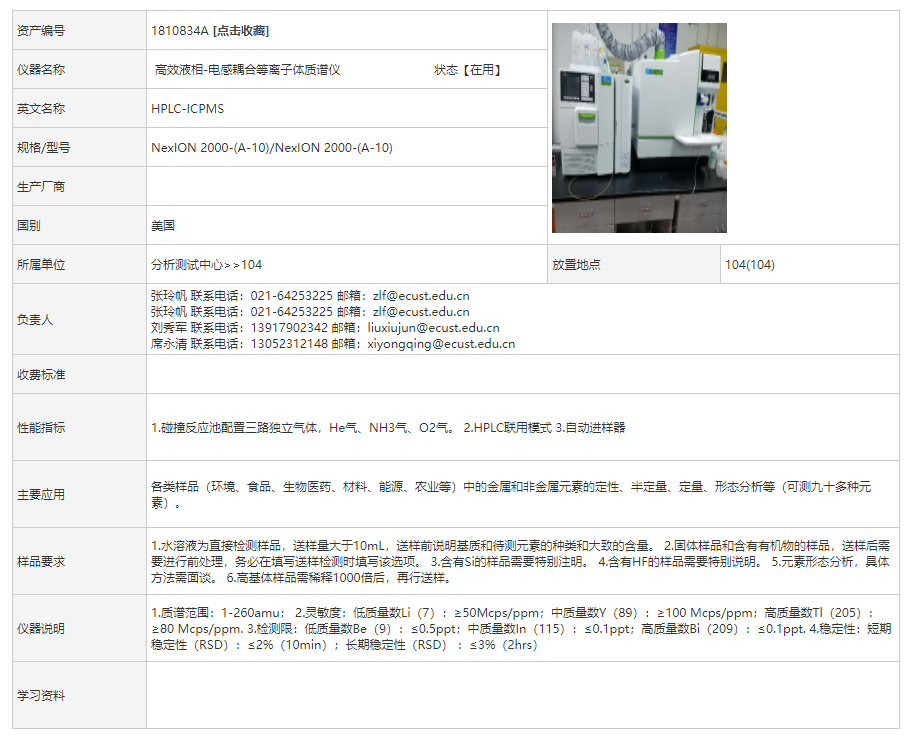 资产编号 1810834A [点击收藏]
仪器名称 高效液相-电感耦合等离子体质谱仪 状态【在用】
英文名称 HPLC-ICPMS
规格/型号 NexION 2000-(A-10)/NexION 2000-(A-10)
生产厂商
国别 美国
所属单位 分析测试中心>>104 放置地点 104(104)
负责人
张玲帆 联系电话：021-64253225 邮箱：zlf@ecust.edu.cn
张玲帆 联系电话：021-64253225 邮箱：zlf@ecust.edu.cn
刘秀军 联系电话：13917902342 邮箱：liuxiujun@ecust.edu.cn
席永清 联系电话：13052312148 邮箱：xiyongqing@ecust.edu.cn
收费标准
性能指标 1.碰撞反应池配置三路独立气体，He气、NH3气、O2气。 2.HPLC联用模式 3.自动进样器
主要应用
各类样品（环境、食品、生物医药、材料、能源、农业等）中的金属和非金属元素的定性、半定量、定量、形态分析等（可测九十多种元
素）。
样品要求
1.水溶液为直接检测样品，送样量大于10mL，送样前说明基质和待测元素的种类和大致的含量。 2.固体样品和含有有机物的样品，送样后需
要进行前处理，务必在填写送样检测时填写该选项。 3.含有Si的样品需要特别注明。 4.含有HF的样品需要特别说明。 5.元素形态分析，具体
方法需面谈。 6.高基体样品需稀释1000倍后，再行送样。
仪器说明
1.质谱范围：1-260amu； 2.灵敏度：低质量数Li（7）：≥50Mcps/ppm；中质量数Y（89）：≥100 Mcps/ppm；高质量数Tl（205）：
≥80 Mcps/ppm. 3.检测限：低质量数Be（9）：≤0.5ppt；中质量数In（115）：≤0.1ppt；高质量数Bi（209）：≤0.1ppt. 4.稳定性：短期
稳定性（RSD）：≤2%（10min）；长期稳定性（RSD）：≤3%（2hrs）
学习资料